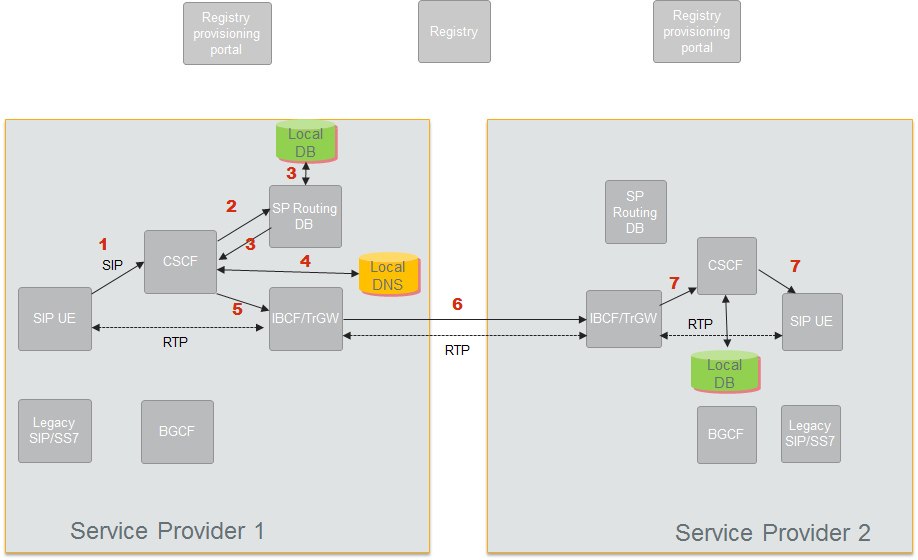 Registry
provisioning
portal
Registry
Registry
provisioning
portal
Local
DB
3
SP Routing
DB
2
3
1
SIP
CSCF
4
Local
DNS
5
SIP UE
RTP
IBCF/TrGW
6
RTP
Legacy
SIP/SS7
BGCF
Service Provider 1
SP
Routing
DB
CSCF
7
7
IBCF/TrGW
RTP
SIP UE
Local
DB
BGCF
Legacy
SIP/SS7
Service Provider 2